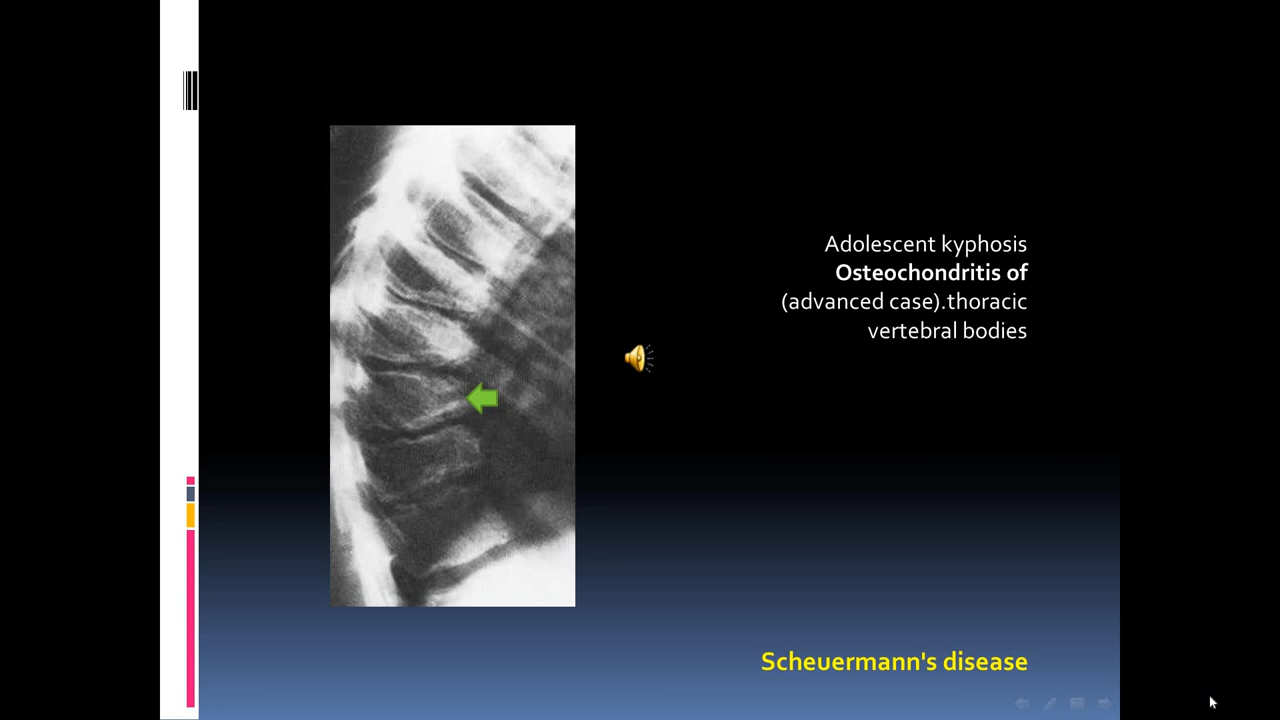 Adolescent kyphosis
Osteochondritis of
(advanced case).thoracic
vertebral bodies
Scheuermann's disease